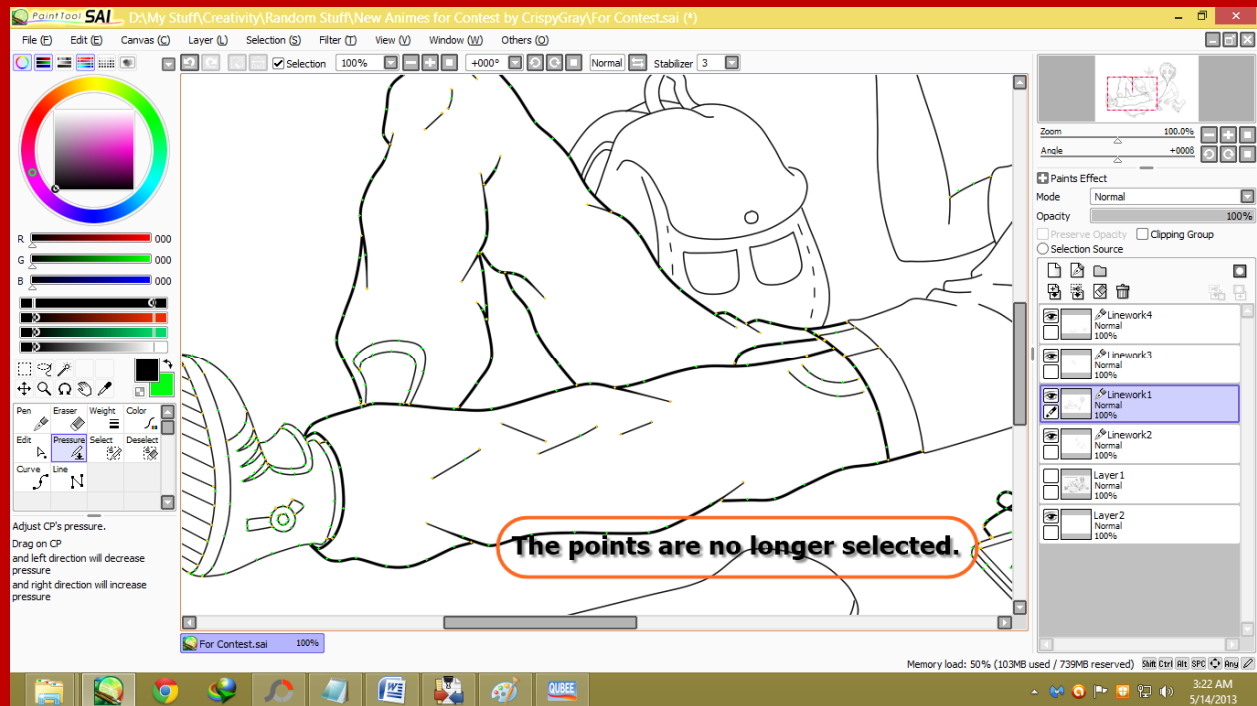 PaintTool SAI D:\My Stuff\Creativity\Random Stuff\New Animes for Contest by CrispyGray\For Contest.sai (*)
File (F) Edit (E) Canvas (C) Layer (L) Selection (S) Filter (T) View (V) Window (W) Others (O)
Selection 100% +000° Normal Stabilizer 3
Zoom 100.0%
Angle +000ß
Paints Effect
Mode Normal
Opacity 100%
Preserve Opacity Clipping Group
Selection Source
R 000
G 000
B 000
Linework4
Normal
100%
Linework3
Normal
100%
Linework1
Normal
100%
Linework2
Normal
100%
Layer1
Normal
100%
Layer2
Normal
100%
Pen Eraser Weight Color
Edit Pressure Select Deselect
Curve Line
Adjust CP's pressure.
Drag on CP
and left direction will decrease
pressure
and right direction will increase
pressure
The points are no longer selected.
For Contest.sai 100%
Memory load: 50% (103MB used / 739MB reserved) Shift Ctrl Alt SPC Any
QUBEE
3:22 AM
5/14/2013